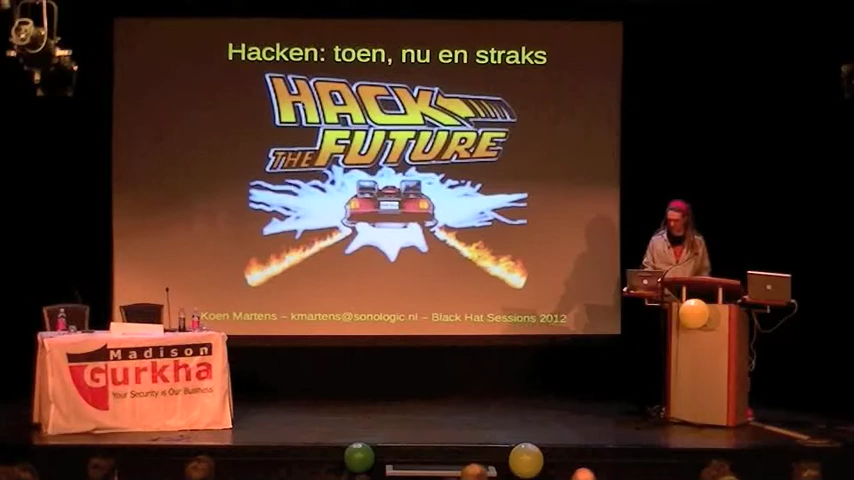 Hacken: toen, nu en straks
HACK
THE FUTURE
Koen Martens – kmartens@sonologic.nl – Black Hat Sessions 2012
Madison
Gurkha
Your Security is Our Business